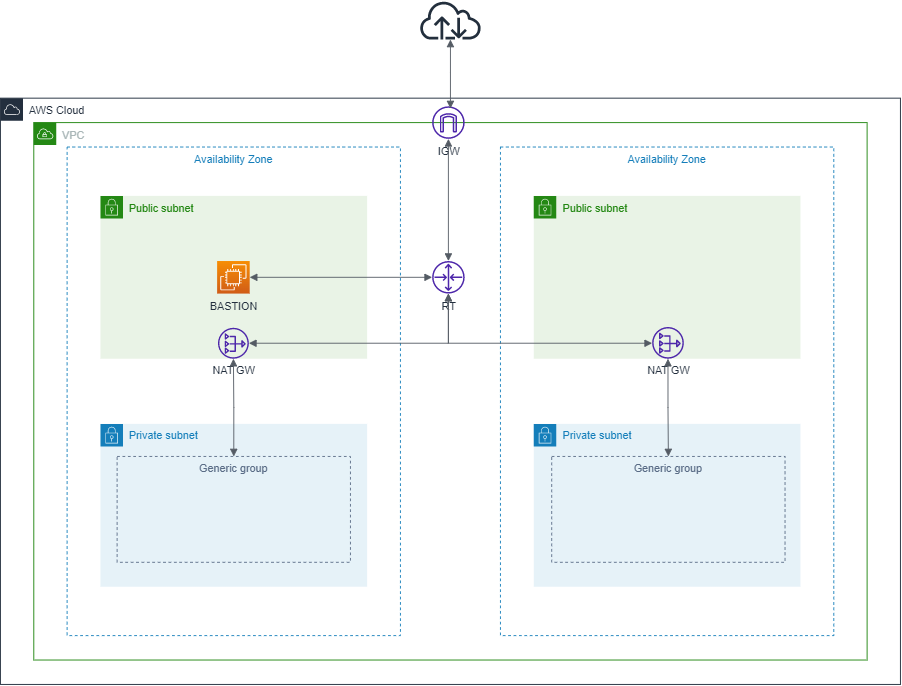 AWS Cloud
VPC
IGW
Availability Zone
Availability Zone
Public subnet
Public subnet
BASTION
RT
NAT GW
NAT GW
Private subnet
Private subnet
Generic group
Generic group